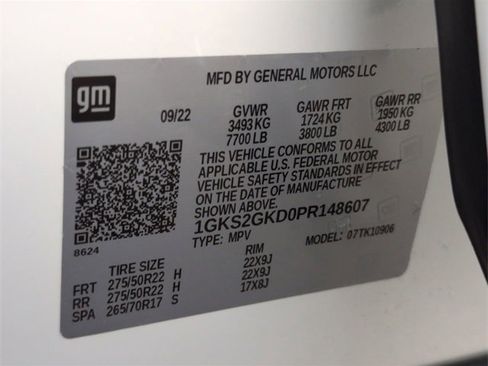 MFD BY GENERAL MOTORS LLC
gm
09/22 GVWR GAWR FRT GAWR RR
3493 KG 1724 KG 1950 KG
7700 LB 3800 LB 4300 LB
THIS VEHICLE CONFORMS TO ALL
APPLICABLE U.S. FEDERAL MOTOR
VEHICLE SAFETY STANDARDS IN
EFFECT ON THE DATE OF
MANUFACTURE SHOWN ABOVE.
1GKS2GKD0PR148607
TYPE: MPV MODEL: 07TK10906
8624
TIRE SIZE RIM
FRT 275/50R22 H 22X9J
RR 275/50R22 H 22X9J
SPA 265/70R17 S 17X8J